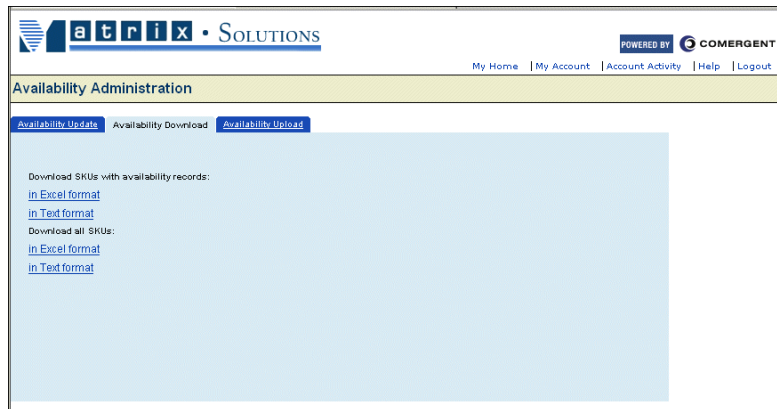 Matrix • SOLUTIONS
POWERED BY COMERGENT
My Home | My Account | Account Activity | Help | Logout
Availability Administration
Availability Update Availability Download Availability Upload
Download SKUs with availability records:
in Excel format
in Text format
Download all SKUs:
in Excel format
in Text format